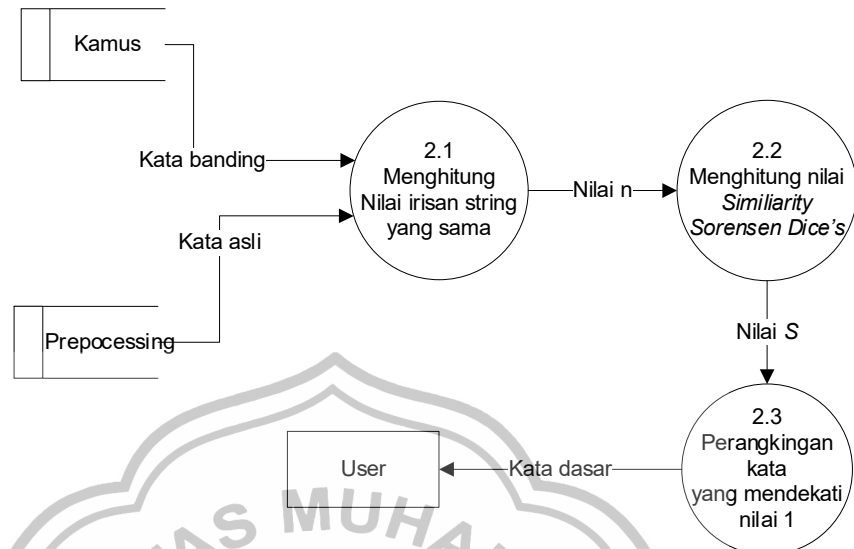 Kamus
Kata banding
Kata asli
Prepocessing
2.1
Menghitung
Nilai irisan string
yang sama
Nilai n
2.2
Menghitung nilai
Similiarity
Sorensen Dice's
Nilai S
2.3
Perangkingan
kata
yang mendekati
nilai 1
Kata dasar
User
AS MUHA